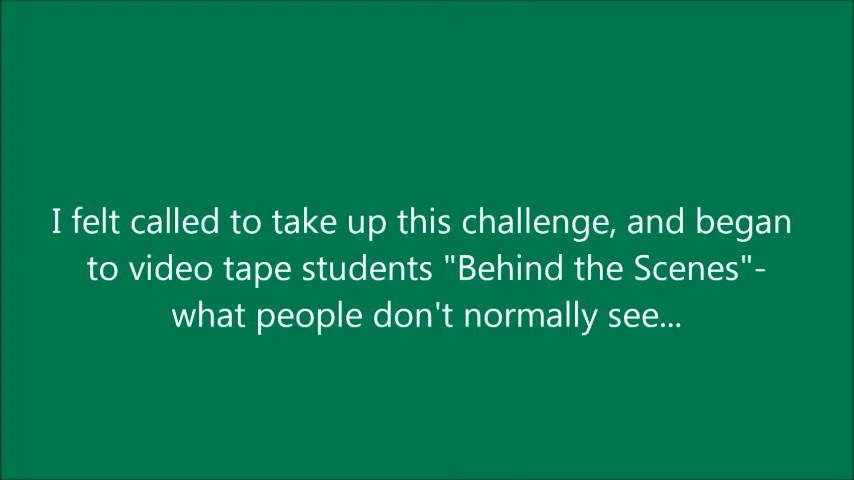 I felt called to take up this challenge, and began
to video tape students "Behind the Scenes"-
what people don't normally see...